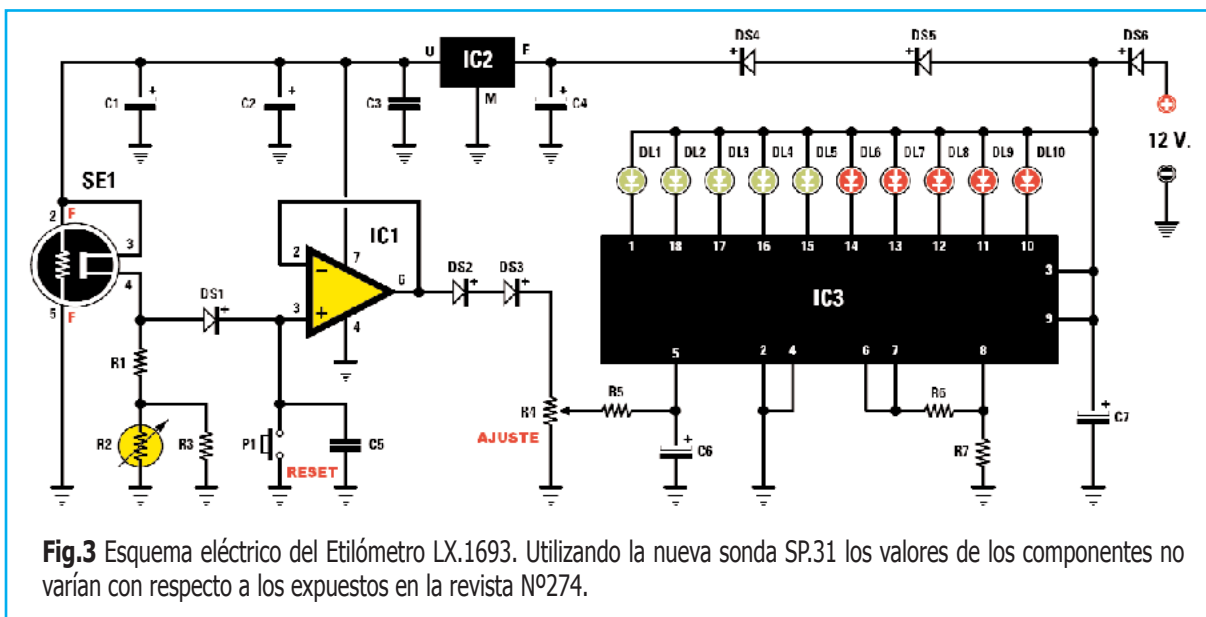 DS4 DS5 DS6
U IC2 F
M
C1 C2 C3 C4
12 V.
DL1 DL2 DL3 DL4 DL5 DL6 DL7 DL8 DL9 DL10
SE1
2 F
3
4
5 F
IC1
2 7 6
3 4
DS1 DS2 DS3
1 18 17 16 15 14 13 12 11 10
IC3
3
9
5 2 4 6 7 8
R1
R2 R3
P1 RESET C5
R4 AJUSTE
R5 C6
R6 R7
C7
Fig.3 Esquema eléctrico del Etilómetro LX.1693. Utilizando la nueva sonda SP.31 los valores de los componentes no
varían con respecto a los expuestos en la revista Nº274.